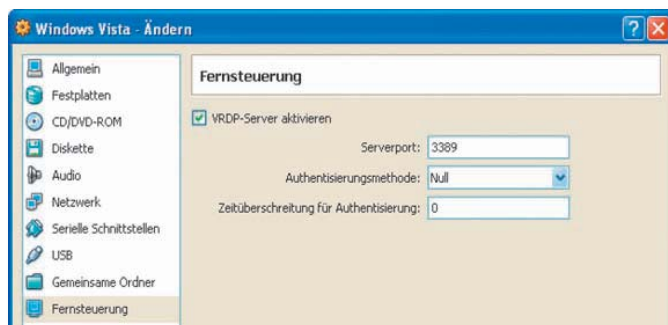 Windows Vista - Ändern
Allgemein
Festplatten
CD/DVD-ROM
Diskette
Audio
Netzwerk
Serielle Schnittstellen
USB
Gemeinsame Ordner
Fernsteuerung
Fernsteuerung
VRDP-Server aktivieren
Serverport: 3389
Authentisierungsmethode: Null
Zeitüberschreitung für Authentisierung: 0